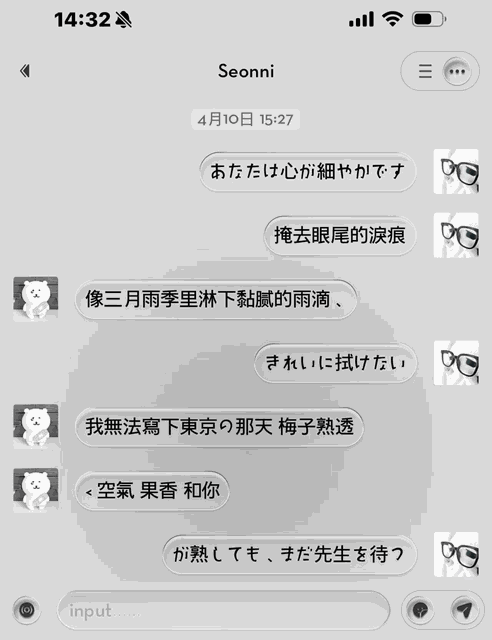 14:32
Seonni
4月10日 15:27
あなたは心が細やかです
掩去眼尾的淚痕
像三月雨季里淋下黏膩的雨滴、
きれいに拭けない
我無法寫下東京の那天 梅子熟透
< 空氣 果香 和你
が熟しても、まだ先生を待つ
input.....